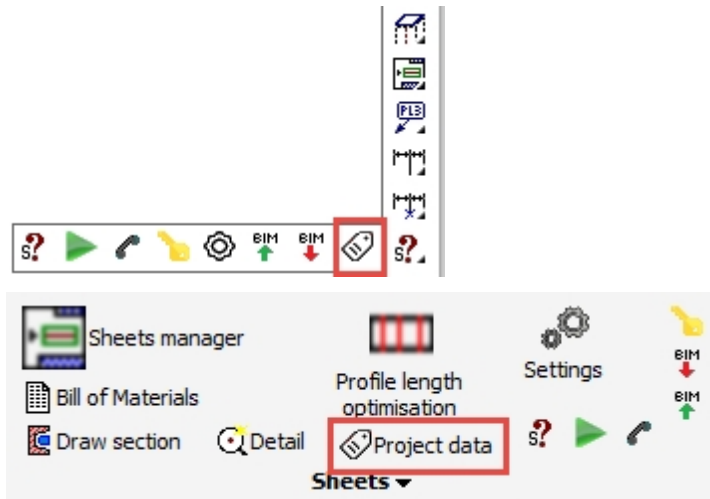 PL3
S?
BIM
BIM
S?
Sheets manager
Bill of Materials
Draw section
Detail
Profile length
optimisation
Project data
Settings
BIM
BIM
S?
Sheets